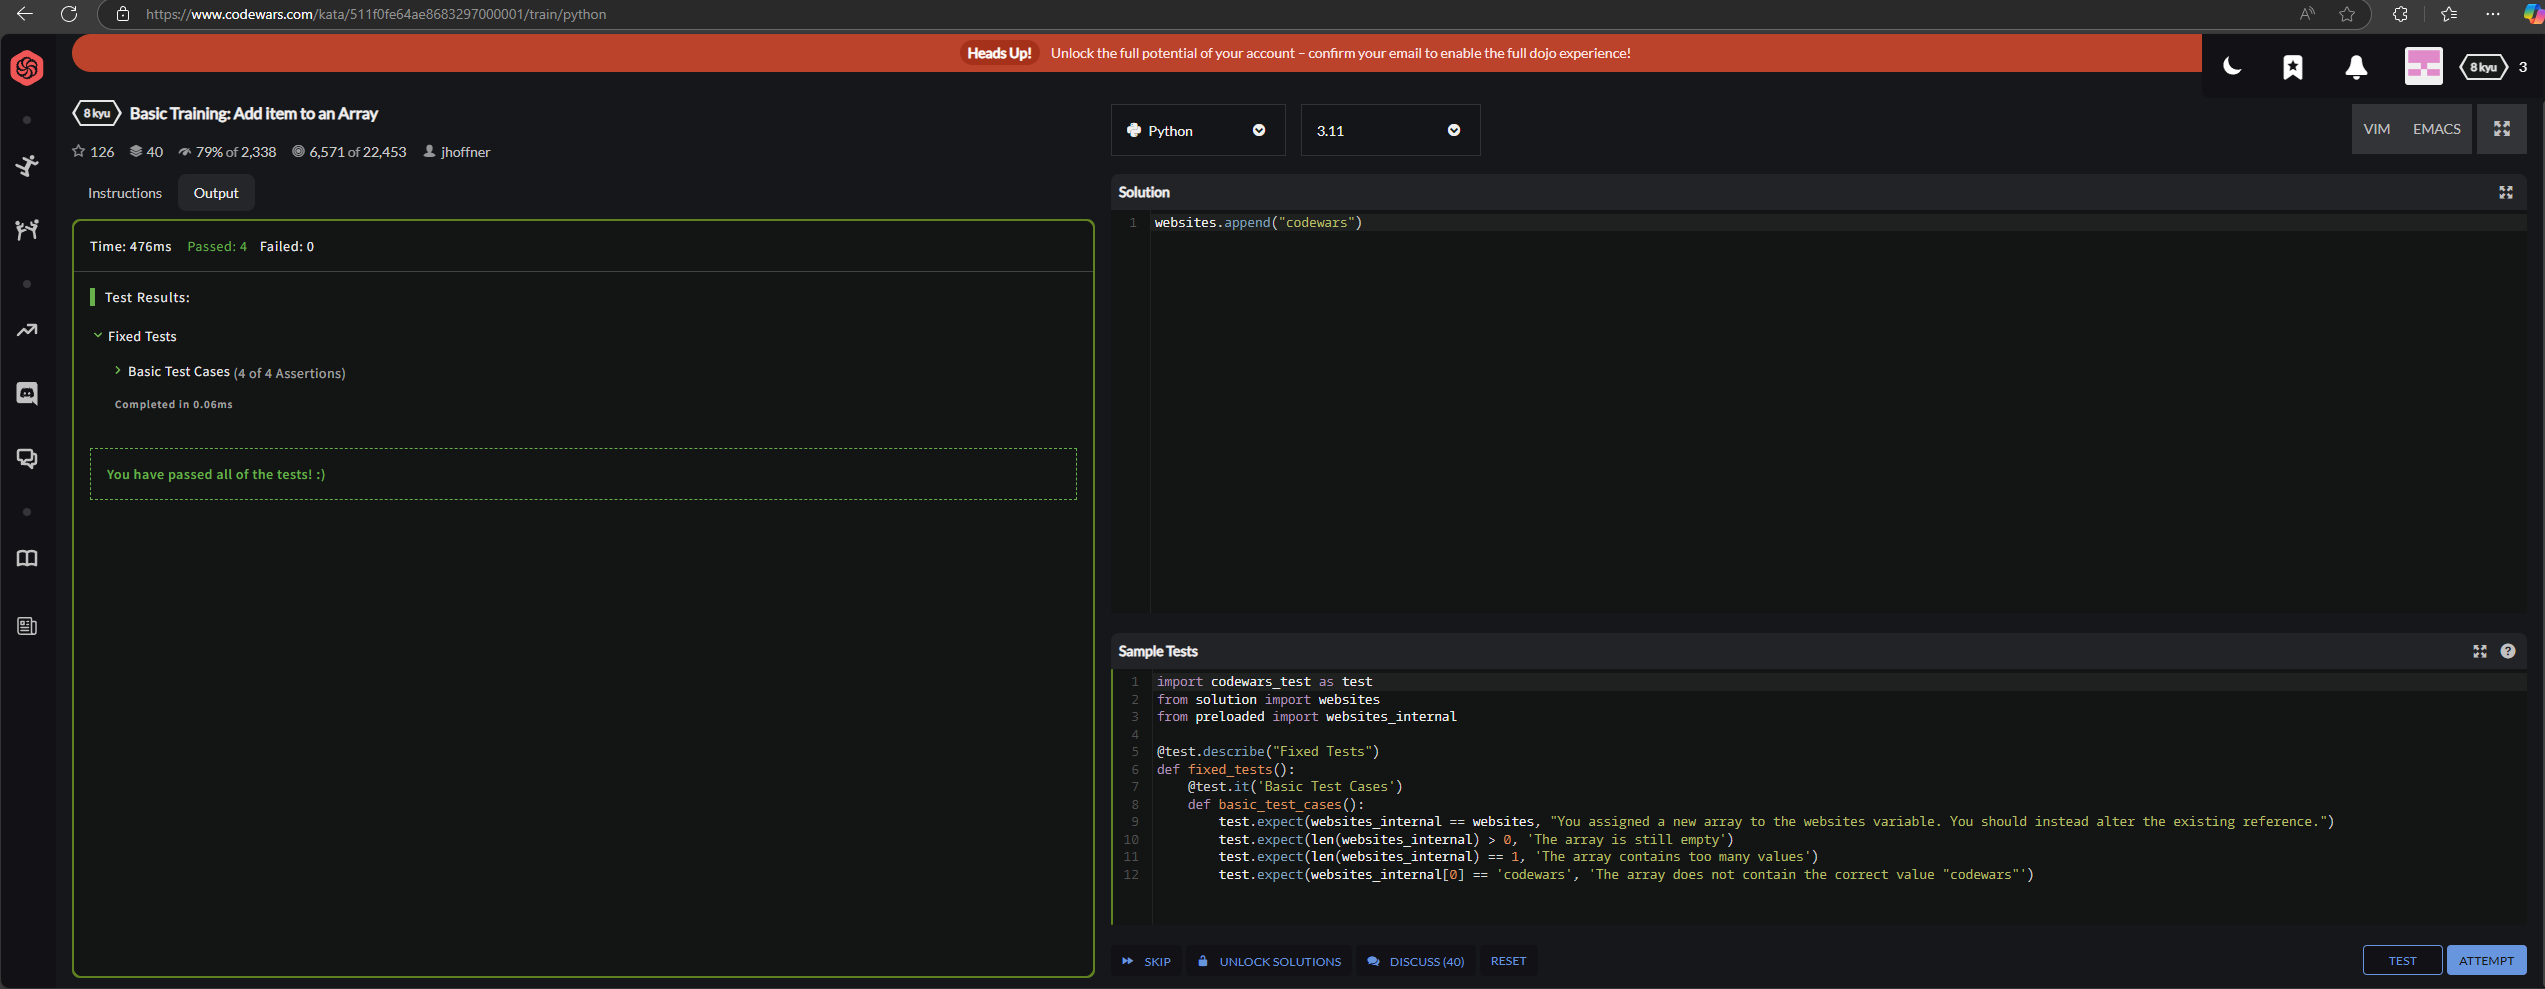 https://www.codewars.com/kata/511f0fe64ae8683297000001/train/python
Heads Up! Unlock the full potential of your account – confirm your email to enable the full dojo experience!
8 kyu 3
8 kyu Basic Training: Add item to an Array
126 40 79% of 2,338 6,571 of 22,453 jhoffner
Instructions Output
Time: 476ms Passed: 4 Failed: 0
Test Results:
Fixed Tests
Basic Test Cases (4 of 4 Assertions)
Completed in 0.06ms
You have passed all of the tests! :)
Python 3.11 VIM EMACS
Solution
1 websites.append("codewars")
Sample Tests
1 import codewars_test as test
2 from solution import websites
3 from preloaded import websites_internal
4
5 @test.describe("Fixed Tests")
6 def fixed_tests():
7     @test.it('Basic Test Cases')
8     def basic_test_cases():
9         test.expect(websites_internal == websites, "You assigned a new array to the websites variable. You should instead alter the existing reference.")
10         test.expect(len(websites_internal) > 0, 'The array is still empty')
11         test.expect(len(websites_internal) == 1, 'The array contains too many values')
12         test.expect(websites_internal[0] == 'codewars', 'The array does not contain the correct value "codewars"')
SKIP UNLOCK SOLUTIONS DISCUSS (40) RESET TEST ATTEMPT